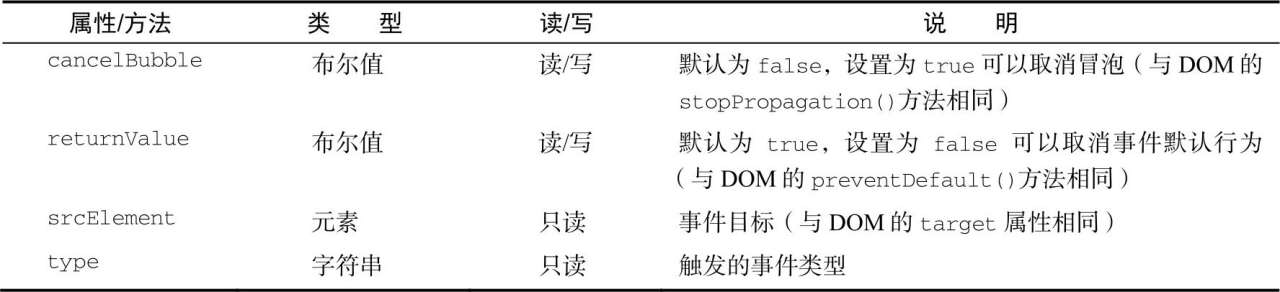 属性/方法 类 型 读/写 说 明
cancelBubble 布尔值 读/写 默认为 false，设置为 true 可以取消冒泡（与 DOM 的
stopPropagation()方法相同）
returnValue 布尔值 读/写 默认为 true，设置为 false 可以取消事件默认行为
（与 DOM 的 preventDefault()方法相同）
srcElement 元素 只读 事件目标（与 DOM 的 target 属性相同）
type 字符串 只读 触发的事件类型